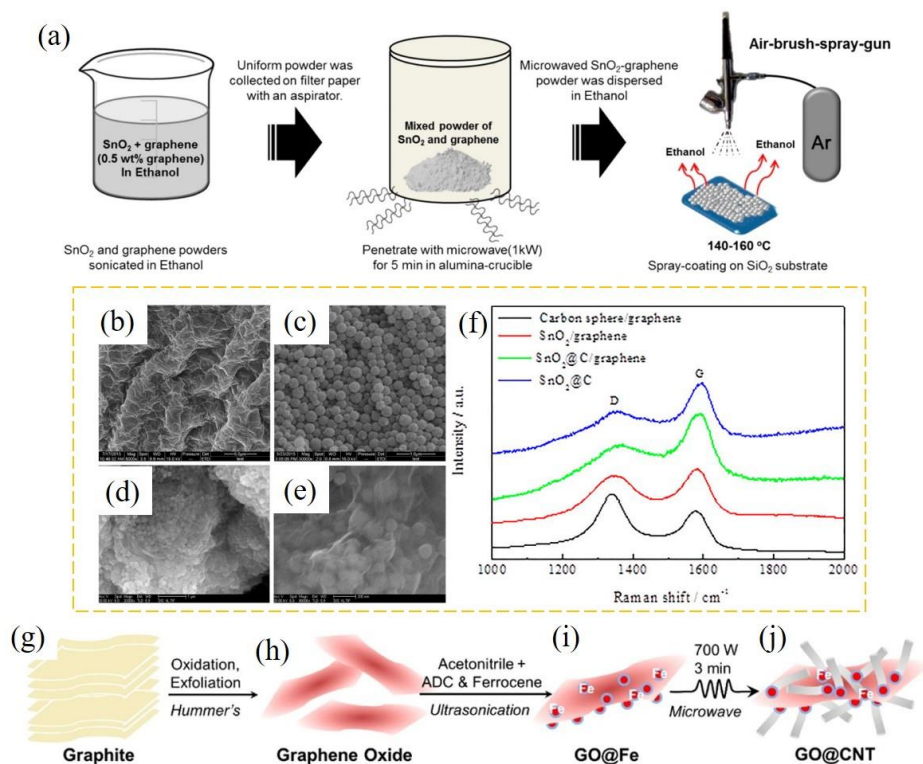 (a)
SnO2 + graphene
(0.5 wt% graphene)
In Ethanol
SnO2 and graphene powders
sonicated in Ethanol
Uniform powder was
collected on filter paper
with an aspirator.
Mixed powder of
SnO2 and graphene
Penetrate with microwave(1kW)
for 5 min in alumina-crucible
Microwaved SnO2-graphene
powder was dispersed
in Ethanol
Air-brush-spray-gun
Ar
Ethanol
Ethanol
140-160 ºC
Spray-coating on SiO2 substrate
(b)
(c)
(d)
(e)
(f)
Carbon sphere/graphene
SnO2/graphene
SnO2@C/graphene
SnO2@C
D
G
Intensity / a.u.
1000
1200
1400
1600
1800
2000
Raman shift / cm⁻¹
(g)
Graphite
Oxidation,
Exfoliation
Hummer's
(h)
Graphene Oxide
Acetonitrile +
ADC & Ferrocene
Ultrasonication
(i)
Fe
Fe
Fe
GO@Fe
700 W
3 min
Microwave
(j)
Fe
Fe
GO@CNT